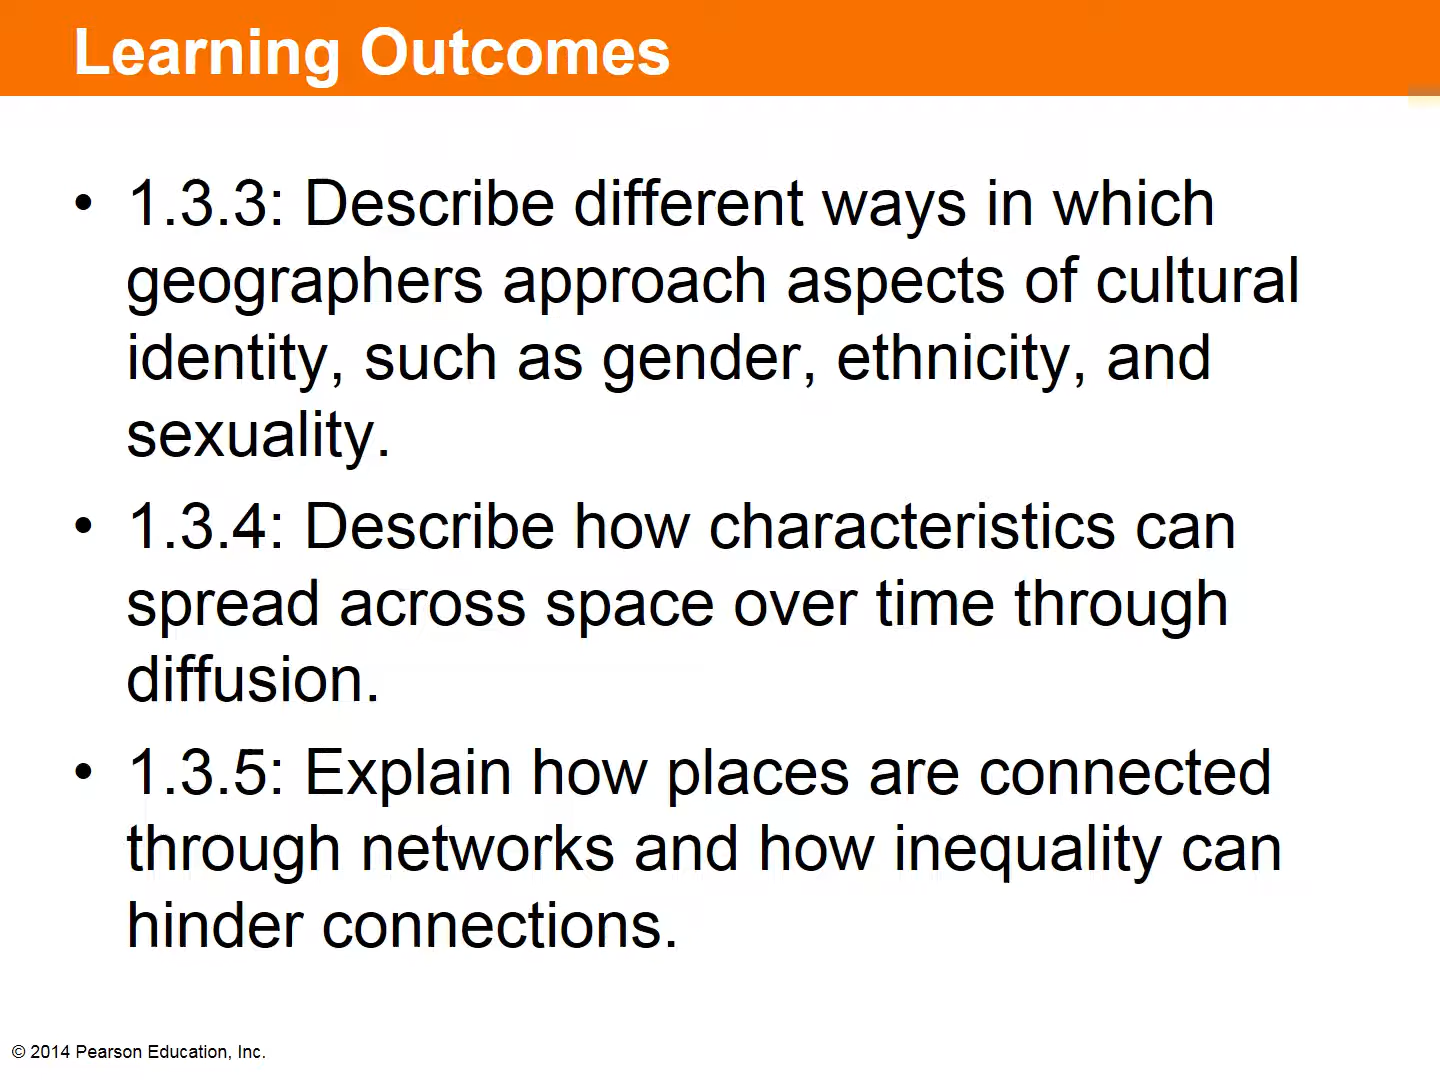 Learning Outcomes
• 1.3.3: Describe different ways in which
geographers approach aspects of cultural
identity, such as gender, ethnicity, and
sexuality.
• 1.3.4: Describe how characteristics can
spread across space over time through
diffusion.
• 1.3.5: Explain how places are connected
through networks and how inequality can
hinder connections.
© 2014 Pearson Education, Inc.